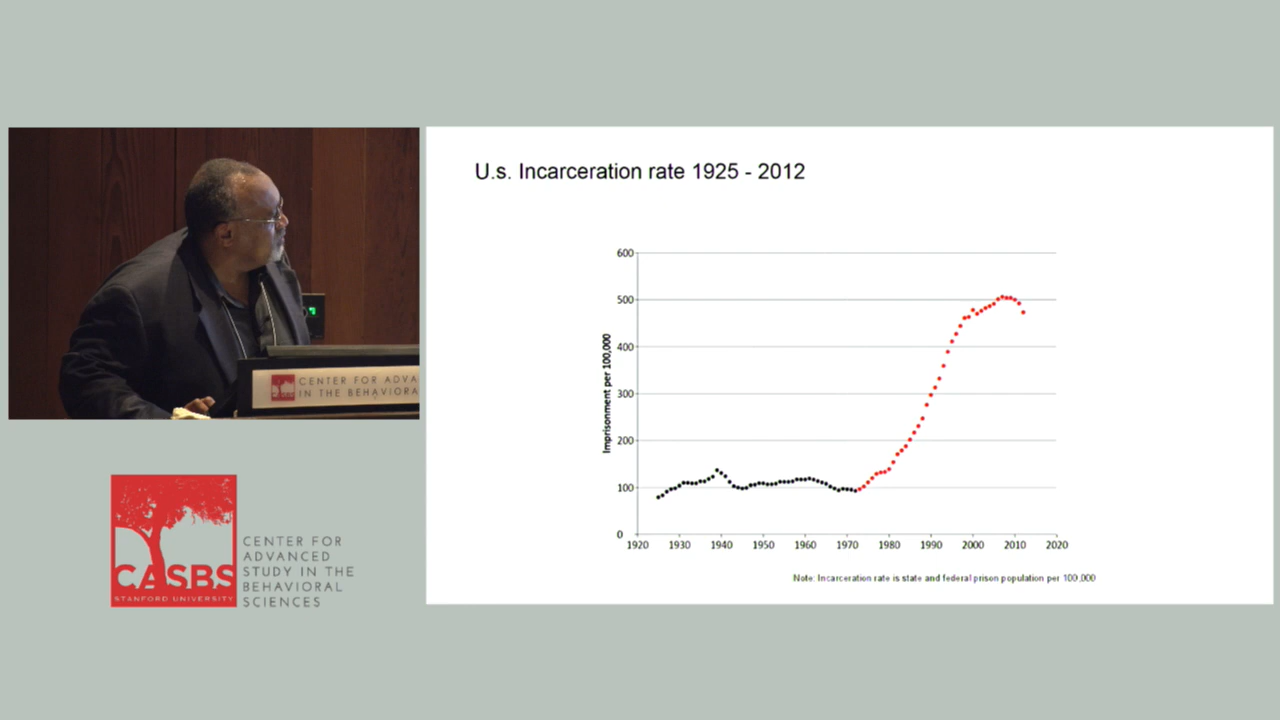 U.s. Incarceration rate 1925 - 2012
600
500
400
300
200
100
0
Imprisonment per 100,000
1920 1930 1940 1950 1960 1970 1980 1990 2000 2010 2020
Note: Incarceration rate is state and federal prison population per 100,000
CASBS
CENTER FOR ADVA
IN THE BEHAVIORA
CASBS
STANFORD UNIVERSITY
CENTER FOR
ADVANCED
STUDY IN THE
BEHAVIORAL
SCIENCES